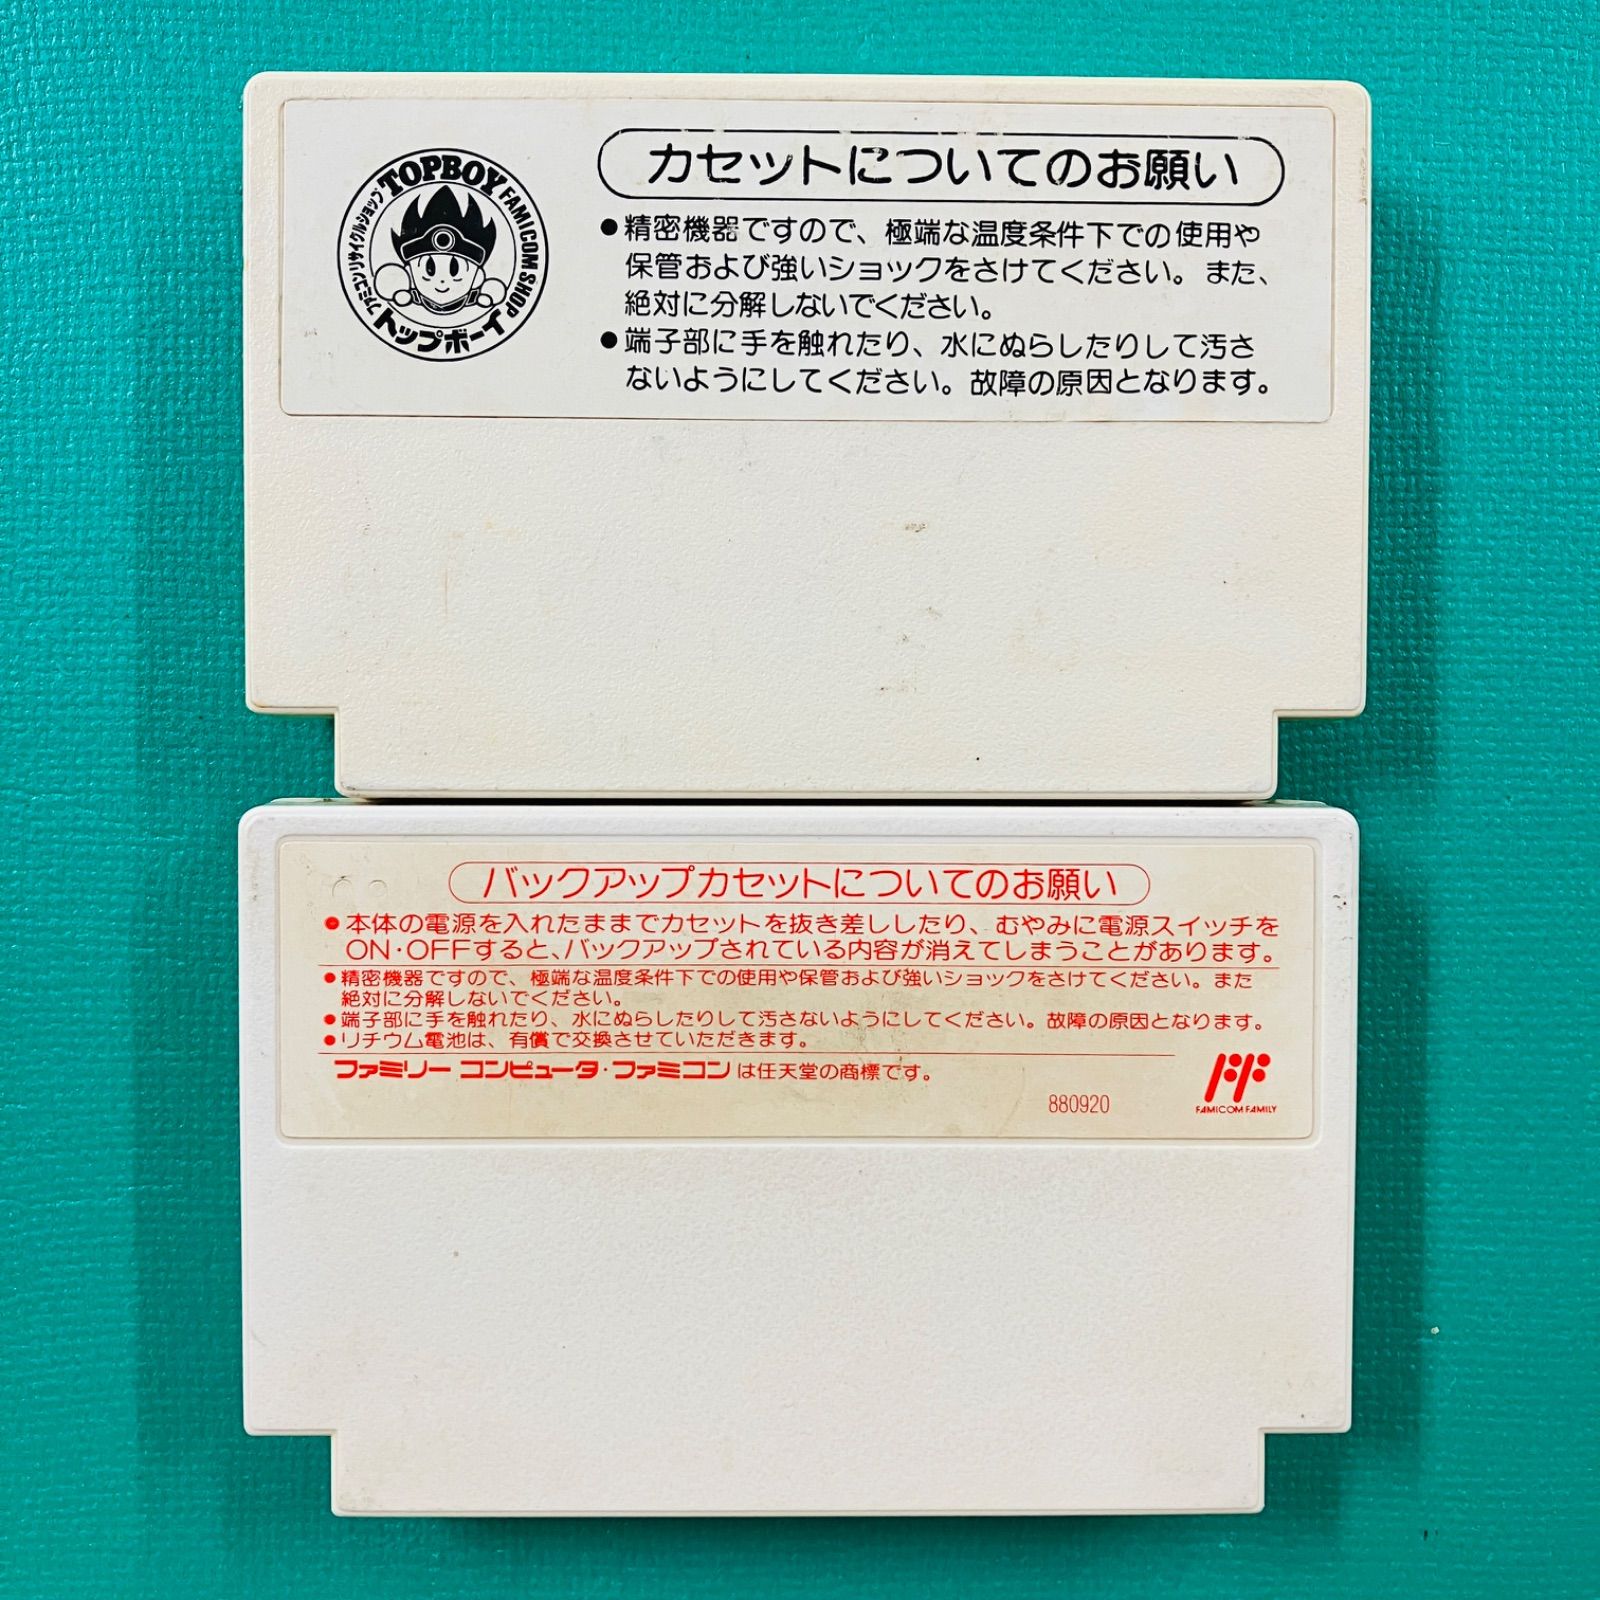 TOPBOY FAMICOM SHOP
ファミコンリサイクルショップ
トップボーイ
カセットについてのお願い
●精密機器ですので、極端な温度条件下での使用や
保管および強いショックをさけてください。また、
絶対に分解しないでください。
●端子部に手を触れたり、水にぬらしたりして汚さ
ないようにしてください。故障の原因となります。
バックアップカセットについてのお願い
●本体の電源を入れたままでカセットを抜き差ししたり、むやみに電源スイッチを
ON・OFFすると、バックアップされている内容が消えてしまうことがあります。
●精密機器ですので、極端な温度条件下での使用や保管および強いショックをさけてください。また
絶対に分解しないでください。
●端子部に手を触れたり、水にぬらしたりして汚さないようにしてください。故障の原因となります。
●リチウム電池は、有償で交換させていただきます。
ファミリー コンピュータ・ファミコン は任天堂の商標です。
880920
FAMICOM FAMILY